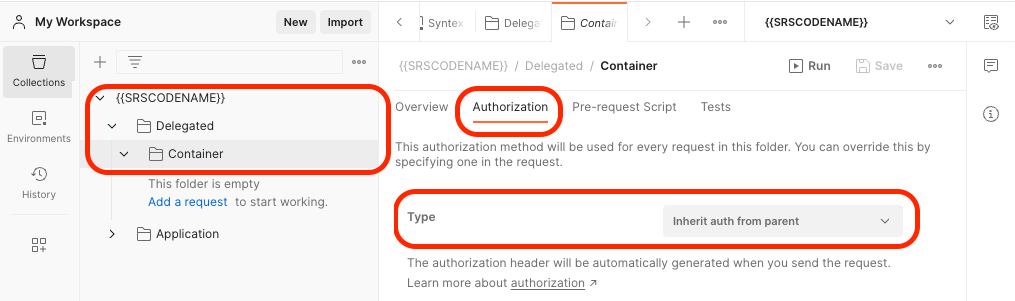 My Workspace
New
Import
Syntex
Delega
Contain
{{SRSCODENAME}}
Collections
Environments
History
{{SRSCODENAME}}
Delegated
Container
This folder is empty
Add a request to start working.
Application
{{SRSCODENAME}} / Delegated / Container
Run
Save
Overview
Authorization
Pre-request Script
Tests
This authorization method will be used for every request in this folder. You can override this by
specifying one in the request.
Type
Inherit auth from parent
The authorization header will be automatically generated when you send the request.
Learn more about authorization ↗